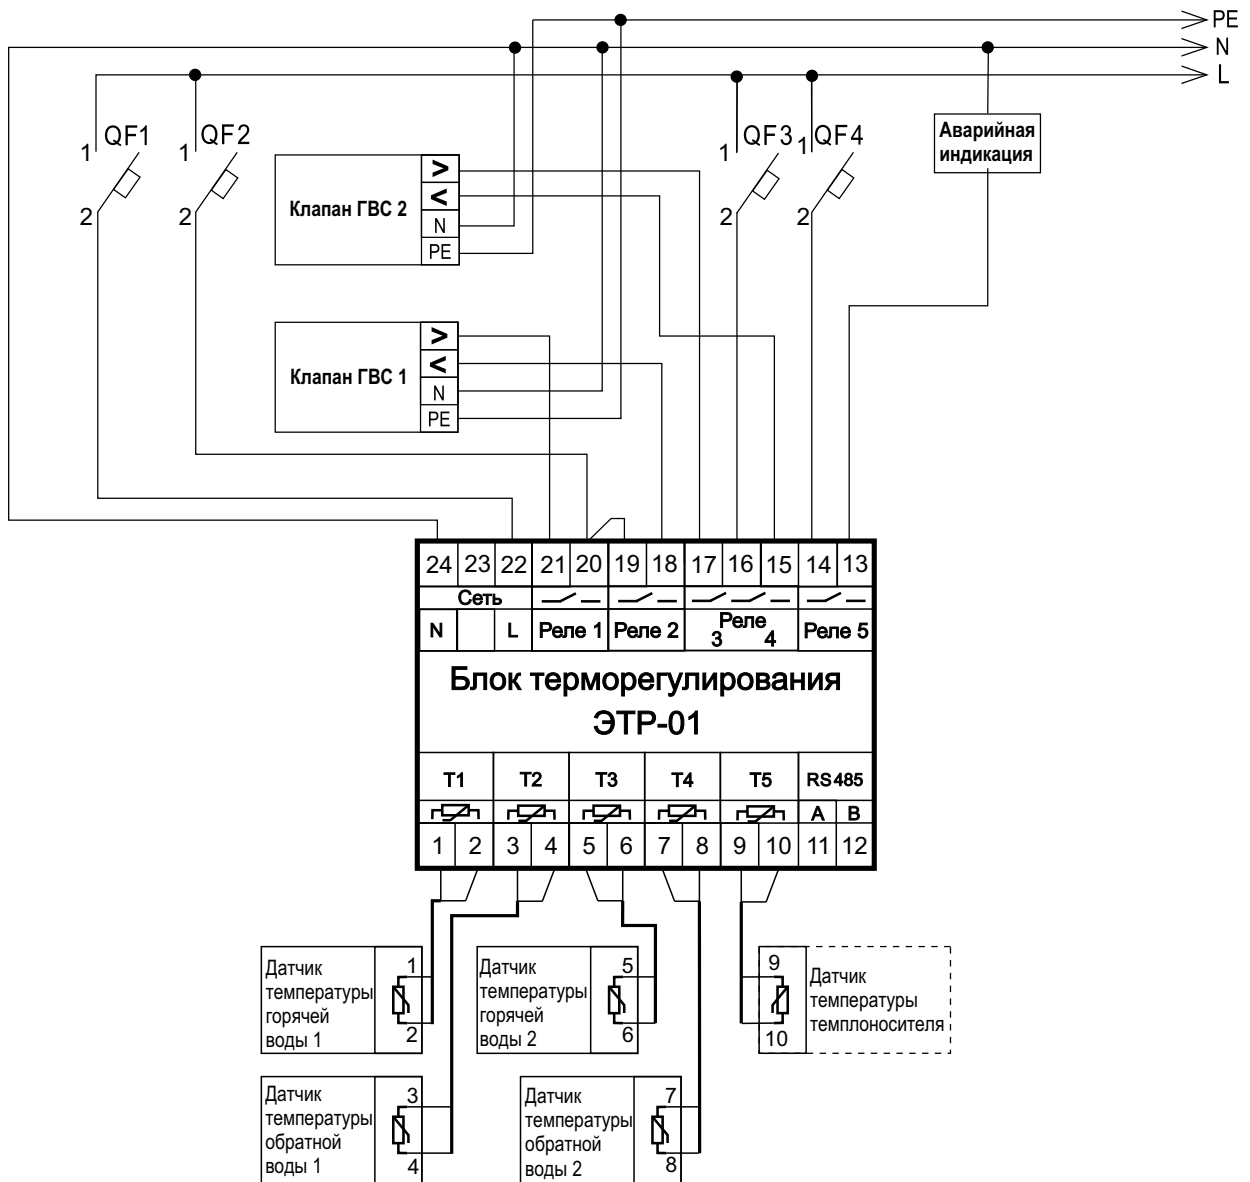 PE
N
L
QF1
QF2
QF3
QF4
1
1
1
1
2
2
2
2
Аварийная
индикация
Клапан ГВС 2
>
<
N
PE
Клапан ГВС 1
>
<
N
PE
24 23 22 21 20 19 18 17 16 15 14 13
Сеть
N L Реле 1 Реле 2 Реле 3 4 Реле 5
Блок терморегулирования
ЭТР-01
T1 T2 T3 T4 T5 RS485
A B
1 2 3 4 5 6 7 8 9 10 11 12
Датчик
температуры
горячей
воды 1
1
2
Датчик
температуры
горячей
воды 2
5
6
9
10
Датчик
температуры
темплоносителя
Датчик
температуры
обратной
воды 1
3
4
Датчик
температуры
обратной
воды 2
7
8